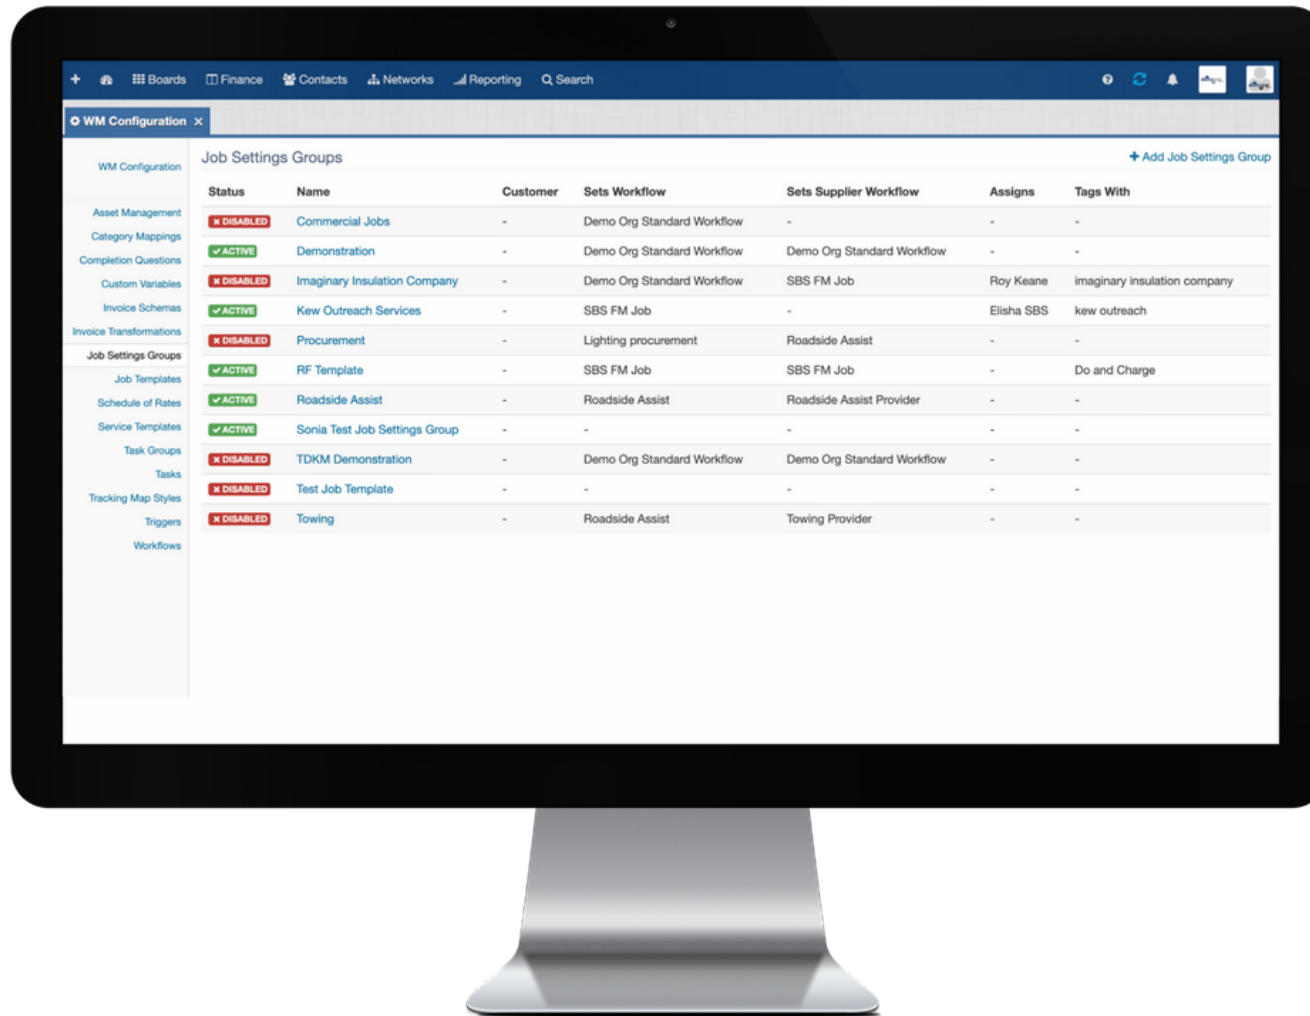 Boards Finance Contacts Networks Reporting Search
WM Configuration ×
WM Configuration
Asset Management
Category Mappings
Completion Questions
Custom Variables
Invoice Schemas
Invoice Transformations
Job Settings Groups
Job Templates
Schedule of Rates
Service Templates
Task Groups
Tasks
Tracking Map Styles
Triggers
Workflows
Job Settings Groups + Add Job Settings Group
Status Name Customer Sets Workflow Sets Supplier Workflow Assigns Tags With
DISABLED Commercial Jobs - Demo Org Standard Workflow - - -
ACTIVE Demonstration - Demo Org Standard Workflow Demo Org Standard Workflow - -
DISABLED Imaginary Insulation Company - Demo Org Standard Workflow SBS FM Job Roy Keane imaginary insulation company
ACTIVE Kew Outreach Services - SBS FM Job - Elisha SBS kew outreach
DISABLED Procurement - Lighting procurement Roadside Assist - -
ACTIVE RF Template - SBS FM Job SBS FM Job - Do and Charge
ACTIVE Roadside Assist - Roadside Assist Roadside Assist Provider - -
ACTIVE Sonia Test Job Settings Group - - - - -
DISABLED TDKM Demonstration - Demo Org Standard Workflow Demo Org Standard Workflow - -
DISABLED Test Job Template - - - - -
DISABLED Towing - Roadside Assist Towing Provider - -